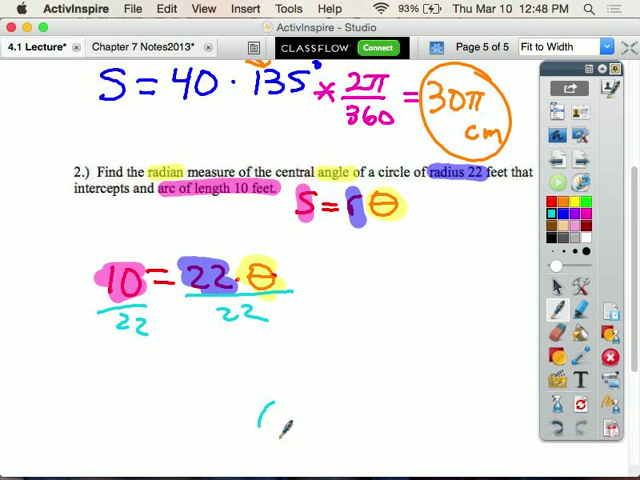 ActivInspire File Edit View Insert Tools Help 93% Thu Mar 10 12:48 PM
ActivInspire - Studio
4.1 Lecture* Chapter 7 Notes2013* CLASSFLOW Connect Page 5 of 5 Fit to Width
S = 40 · 135° * 2π/360 = 30π cm
2.) Find the radian measure of the central angle of a circle of radius 22 feet that
intercepts and arc of length 10 feet.
S = r θ
10 = 22 · θ
22 22